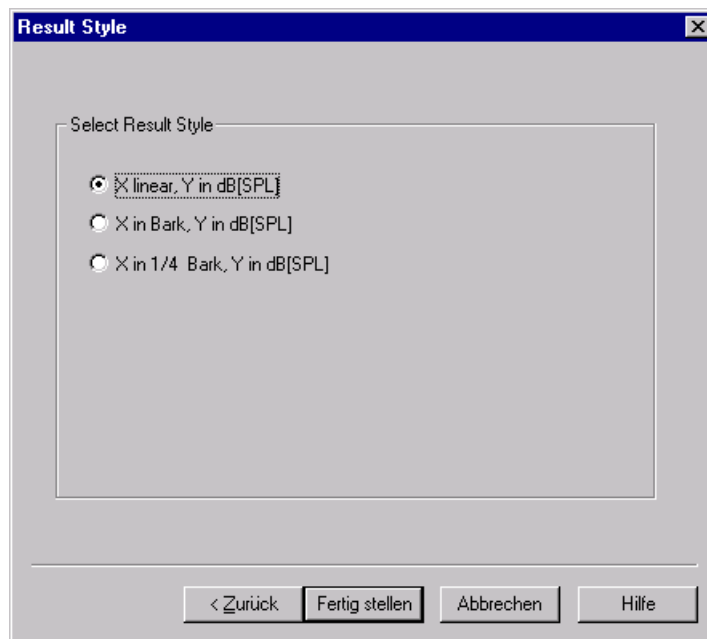 Result Style
Select Result Style
X linear, Y in dB[SPL]
X in Bark, Y in dB[SPL]
X in 1/4 Bark, Y in dB[SPL]
< Zurück Fertig stellen Abbrechen Hilfe